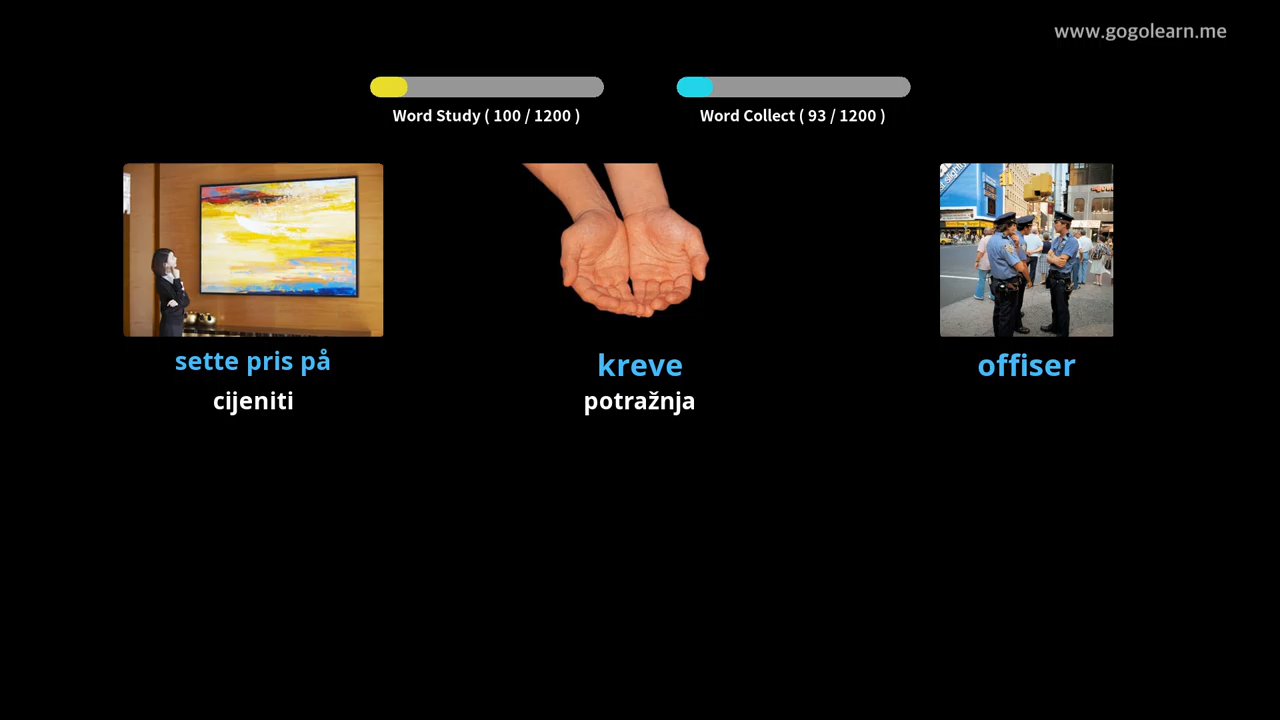 www.gogolearn.me
Word Study ( 100 / 1200 )
Word Collect ( 93 / 1200 )
sette pris på
kreve
offiser
cijeniti
potražnja